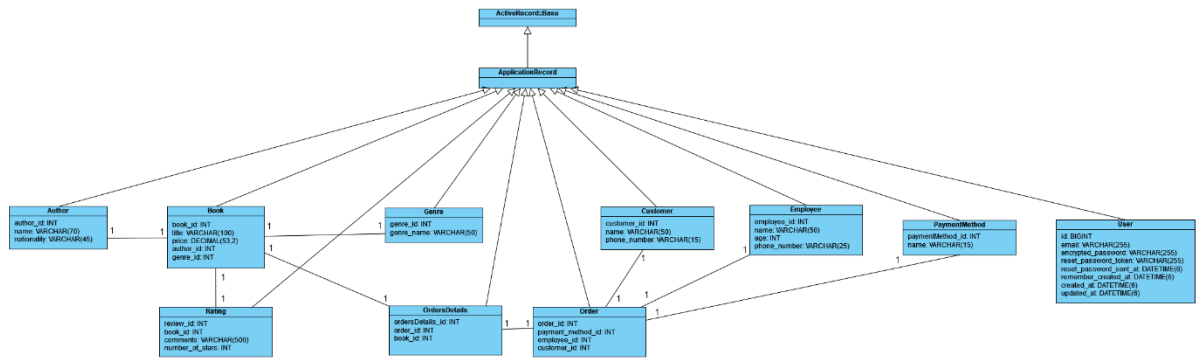 ActiveRecord::Base
ApplicationRecord
Author
author_id: INT
name: VARCHAR(70)
nationality: VARCHAR(45)
1
1
Book
book_id: INT
title: VARCHAR(100)
price: DECIMAL(53,2)
author_id: INT
genre_id: INT
1
1
Genre
genre_id: INT
genre_name: VARCHAR(50)
Customer
customer_id: INT
name: VARCHAR(50)
phone_number: VARCHAR(15)
Employee
employee_id: INT
name: VARCHAR(50)
age: INT
phone_number: VARCHAR(25)
PaymentMethod
paymentMethod_id: INT
name: VARCHAR(15)
User
id: BIGINT
email: VARCHAR(255)
encrypted_password: VARCHAR(255)
reset_password_token: VARCHAR(255)
reset_password_sent_at: DATETIME(6)
remember_created_at: DATETIME(6)
created_at: DATETIME(6)
updated_at: DATETIME(6)
1
1
1
1
1
1
1
1
1
1
Rating
review_id: INT
book_id: INT
comments: VARCHAR(500)
number_of_stars: INT
OrdersDetails
ordersDetails_id: INT
order_id: INT
book_id: INT
1
1
Order
order_id: INT
payment_method_id: INT
employee_id: INT
customer_id: INT